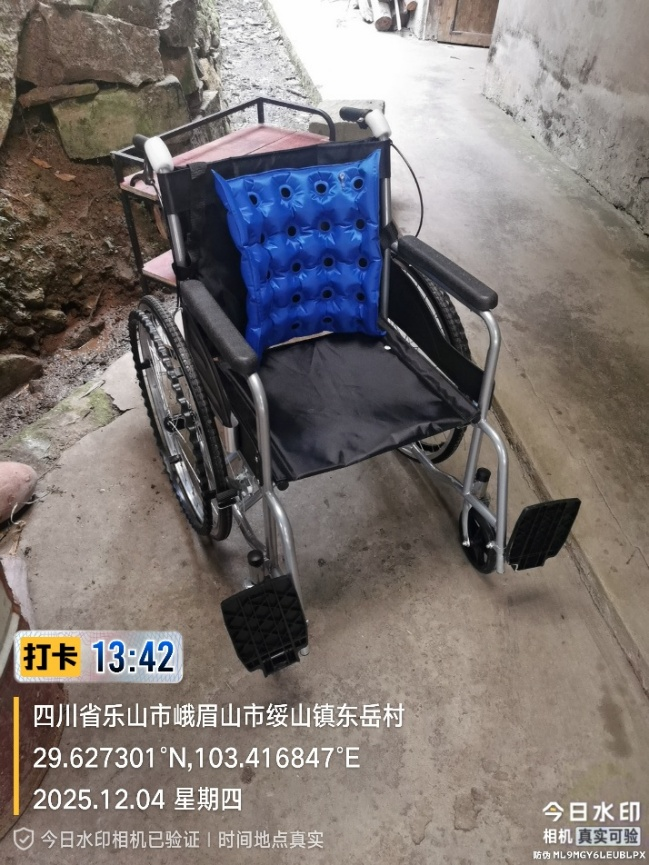 打卡 13:42
四川省乐山市峨眉山市绥山镇东岳村
29.627301°N,103.416847°E
2025.12.04 星期四
今日水印相机已验证 | 时间地点真实
今日水印
相机 真实可验
防伪 ML9MGY6LEUBLPX